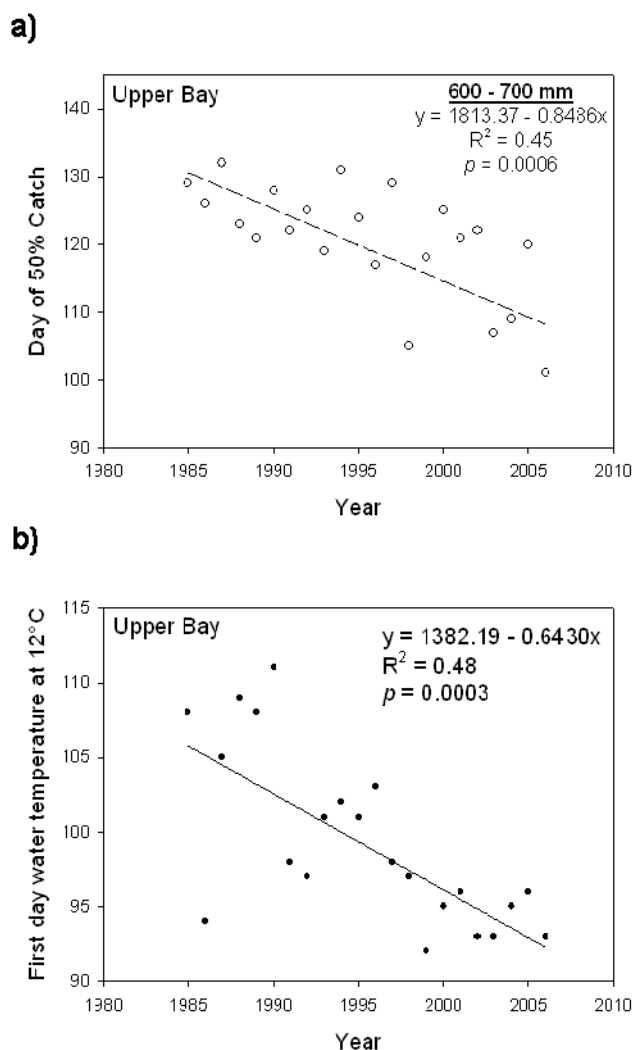 a)
Upper Bay
600 - 700 mm
y = 1813.37 - 0.8486x
R² = 0.45
p = 0.0006
140
130
120
110
100
90
Day of 50% Catch
1380 1985 1990 1995 2000 2005 2010
Year
b)
Upper Bay
y = 1382.19 - 0.6430x
R² = 0.48
p = 0.0003
115
110
105
100
95
90
First day water temperature at 12°C
1380 1985 1990 1995 2000 2005 2010
Year